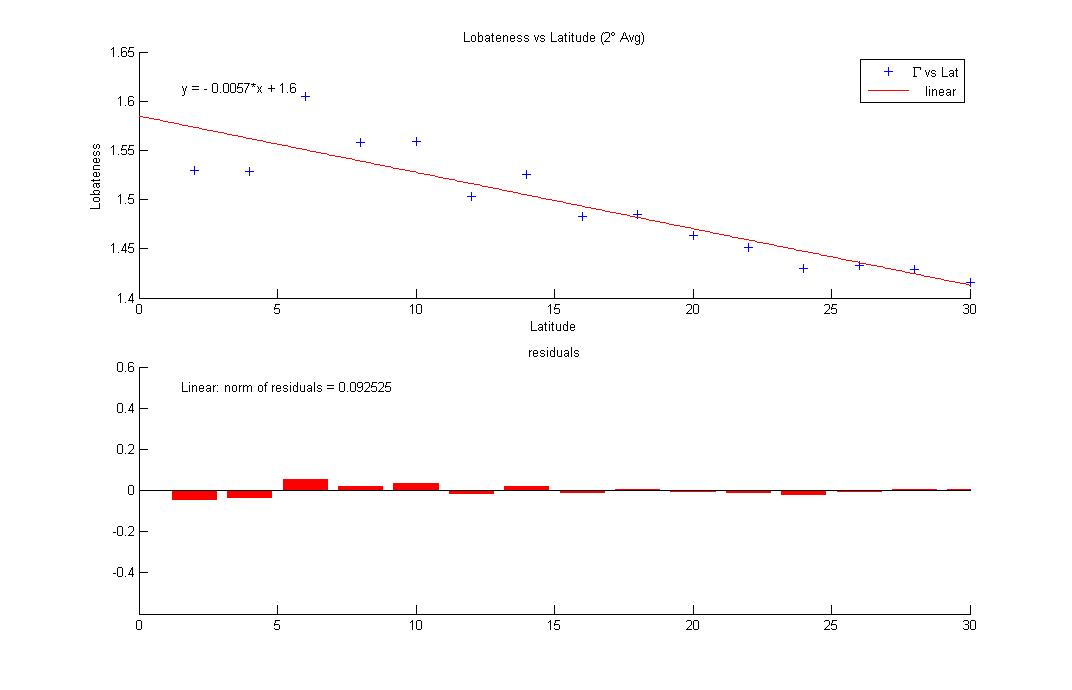 Lobateness vs Latitude (2° Avg)
1.65
1.6
1.55
1.5
1.45
1.4
Lobateness
y = - 0.0057*x + 1.6
Γ vs Lat
linear
0 5 10 15 20 25 30
Latitude
residuals
0.6
0.4
0.2
0
-0.2
-0.4
Linear: norm of residuals = 0.092525
0 5 10 15 20 25 30